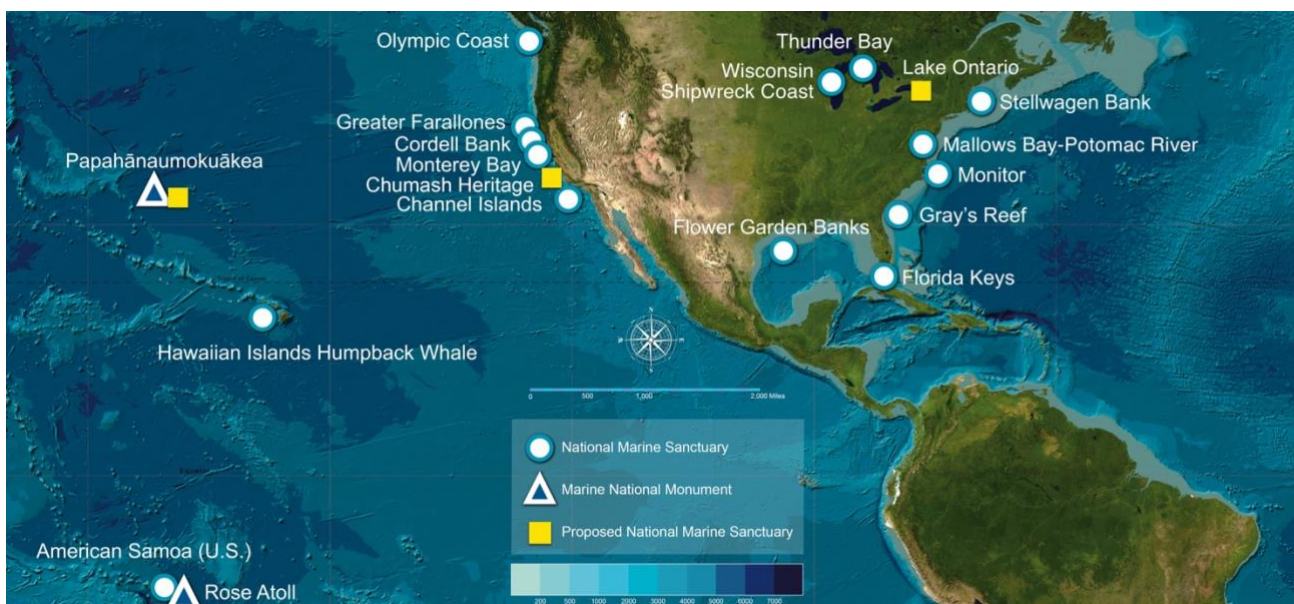 Olympic Coast
Thunder Bay
Wisconsin
Shipwreck Coast
Lake Ontario
Stellwagen Bank
Greater Farallones
Cordell Bank
Monterey Bay
Chumash Heritage
Channel Islands
Papahānaumokuākea
Mallows Bay-Potomac River
Monitor
Gray's Reef
Flower Garden Banks
Florida Keys
Hawaiian Islands Humpback Whale
N
E
S
0
500
1,000
2,000 Miles
National Marine Sanctuary
Marine National Monument
Proposed National Marine Sanctuary
American Samoa (U.S.)
Rose Atoll
200 500 1000 2000 3000 4000 5000 6000 7000